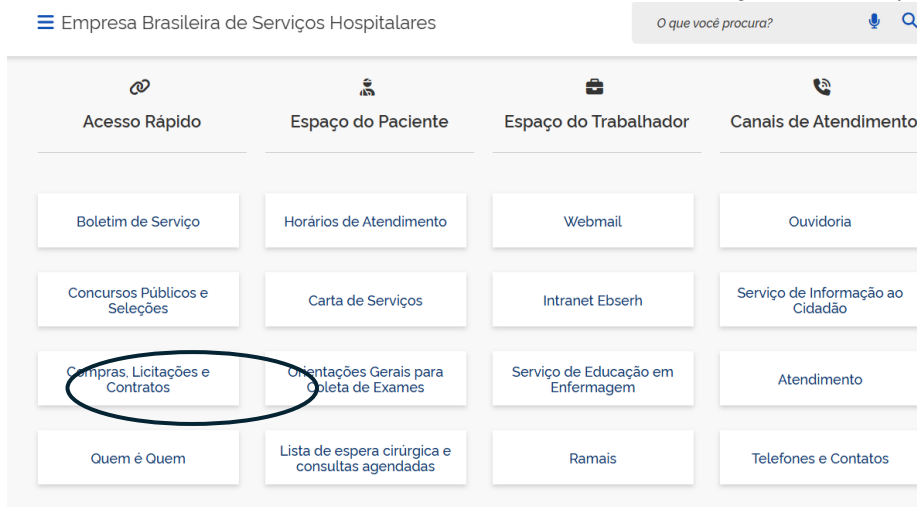 Empresa Brasileira de Serviços Hospitalares
O que você procura?
Acesso Rápido
Espaço do Paciente
Espaço do Trabalhador
Canais de Atendimento
Boletim de Serviço
Horários de Atendimento
Webmail
Ouvidoria
Concursos Públicos e
Seleções
Carta de Serviços
Intranet Ebserh
Serviço de Informação ao
Cidadão
Compras, Licitações e
Contratos
Orientações Gerais para
Coleta de Exames
Serviço de Educação em
Enfermagem
Atendimento
Quem é Quem
Lista de espera cirúrgica e
consultas agendadas
Ramais
Telefones e Contatos